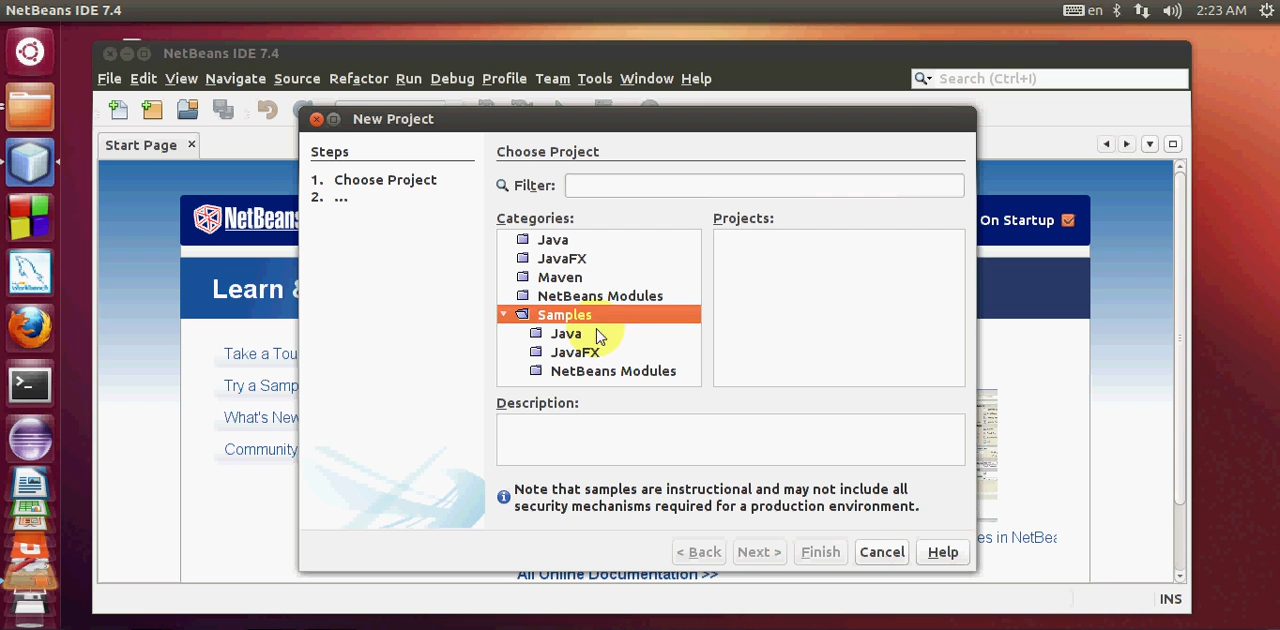 NetBeans IDE 7.4
en
2:23 AM
NetBeans IDE 7.4
File Edit View Navigate Source Refactor Run Debug Profile Team Tools Window Help
Search (Ctrl+I)
New Project
Start Page
Steps
Choose Project
1. Choose Project
2. ...
Filter:
Categories:
Projects:
NetBeans
On Startup
Java
JavaFX
Maven
NetBeans Modules
Samples
Java
JavaFX
NetBeans Modules
Learn &
Take a Tou
Try a Samp
What's New
Community
Description:
Note that samples are instructional and may not include all
security mechanisms required for a production environment.
es in NetBea
< Back
Next >
Finish
Cancel
Help
All Online Documentation >>
INS